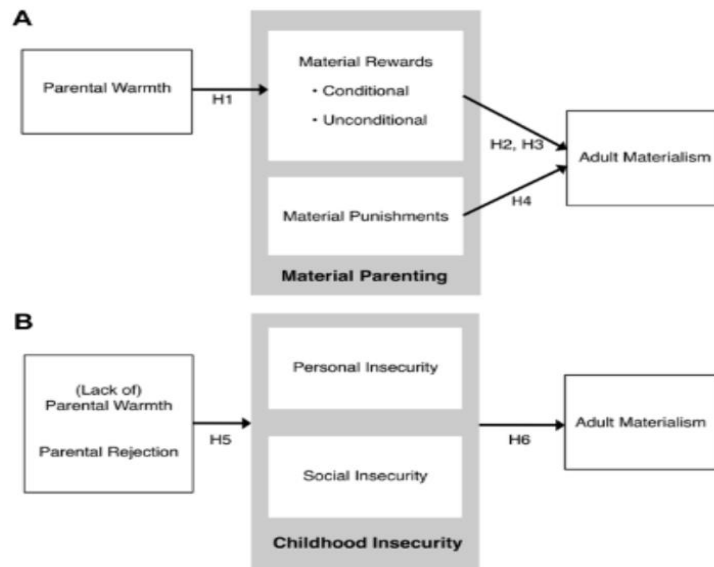 A
Parental Warmth
H1
Material Rewards
• Conditional
• Unconditional
Material Punishments
Material Parenting
H2, H3
H4
Adult Materialism
B
(Lack of)
Parental Warmth
Parental Rejection
H5
Personal Insecurity
Social Insecurity
Childhood Insecurity
H6
Adult Materialism